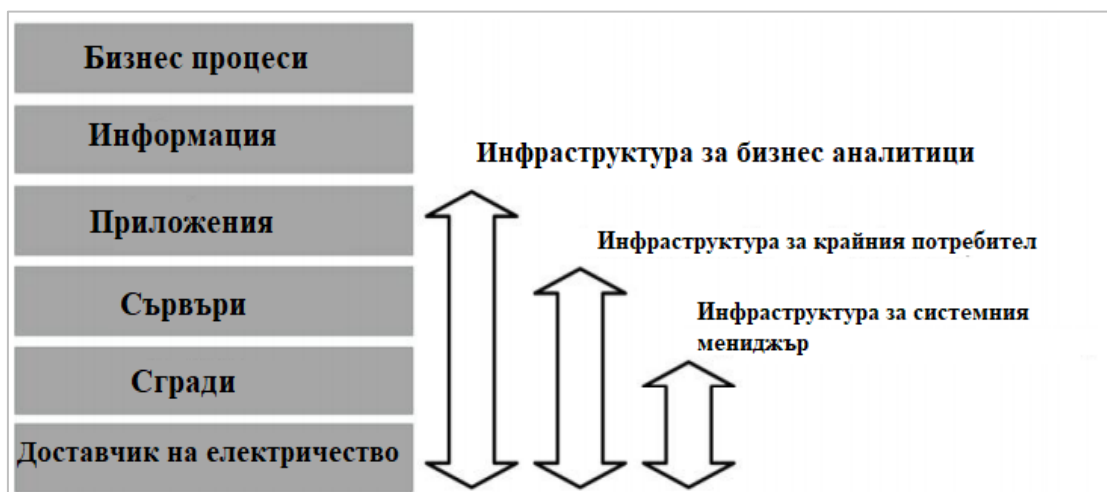 Бизнес процеси
Информация
Приложения
Сървъри
Сгради
Доставчик на електричество
Инфраструктура за бизнес аналитици
Инфраструктура за крайния потребител
Инфраструктура за системния
мениджър